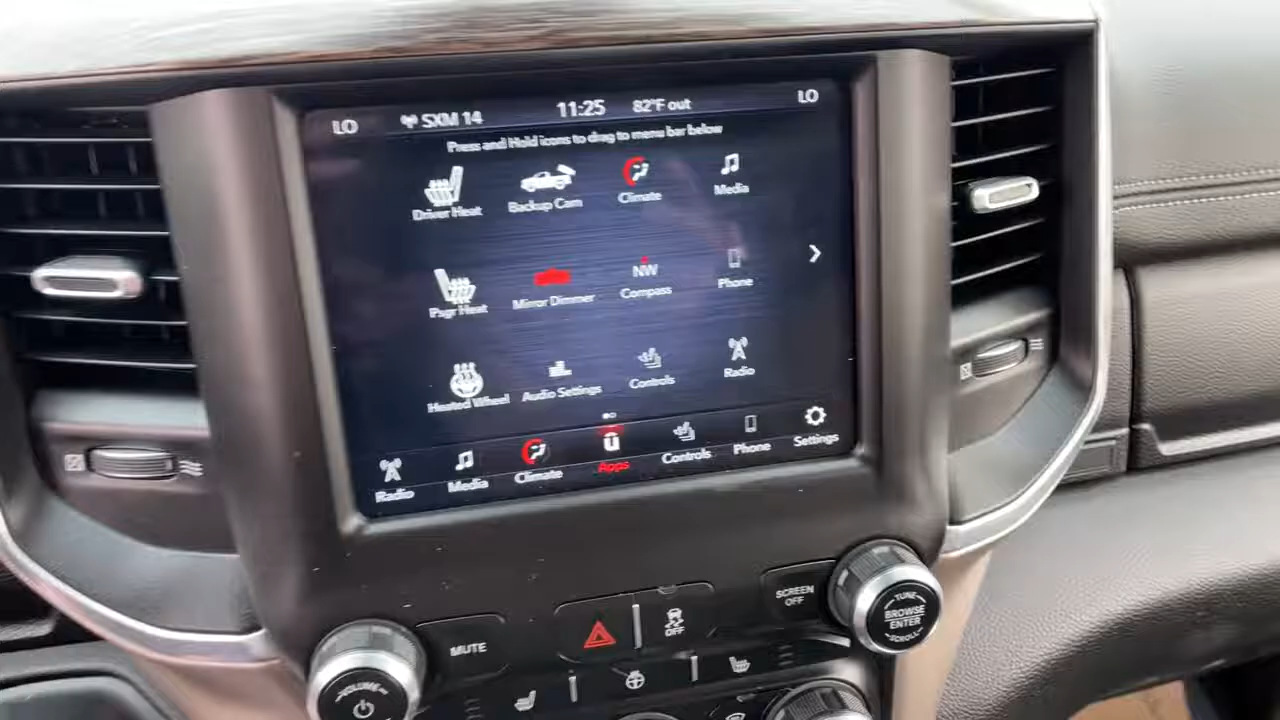 LO SXM 14 11:25 82°F out LO
Press and Hold icons to drag to menu bar below
Driver Heat Backup Cam Climate Media
Psgr Heat Mirror Dimmer NW Compass Phone
Heated Wheel Audio Settings Controls Radio
Radio Media Climate Apps Controls Phone Settings
SCREEN
OFF
TUNE
BROWSE
ENTER
SCROLL
MUTE
OFF
VOLUME